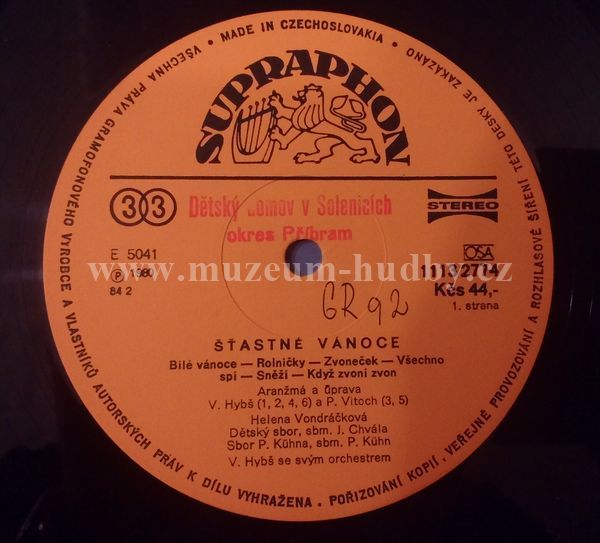 VŠECHNA PRÁVA GRAMOFONOVÉHO VÝROBCE A VLASTNÍKŮ AUTORSKÝCH PRÁV K DÍLU VYHRAŽENA • POŘIZOVÁNÍ KOPIÍ, VEŘEJNÉ PROVOZOVÁNÍ A ROZHLASOVÉ ŠÍŘENÍ TÉTO DESKY JE ZAKÁZÁNO • MADE IN CZECHOSLOVAKIA •
SUPRAPHON
33
Dětský domov v Solenicích
okres Příbram
STEREO
E 5041
℗ 1980
84 2
OSA
1113 2704
Kčs 44,-
1. strana
www.muzeum-hudby.cz
GR 92
ŠŤASTNÉ VÁNOCE
Bílé vánoce — Rolničky — Zvoneček — Všechno
spí — Sněží — Když zvoní zvon
Aranžmá a úprava
V. Hybš (1, 2, 4, 6) a P. Vitoch (3, 5)
Helena Vondráčková
Dětský sbor, sbm. J. Chvála
Sbor P. Kühna, sbm. P. Kühn
V. Hybš se svým orchestrem